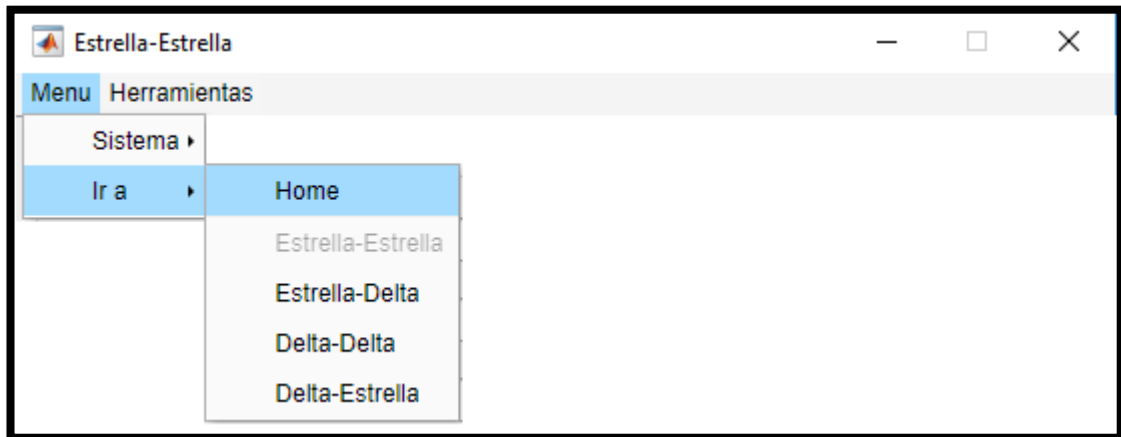 Estrella-Estrella
Menu Herramientas
Sistema
Ir a
Home
Estrella-Estrella
Estrella-Delta
Delta-Delta
Delta-Estrella